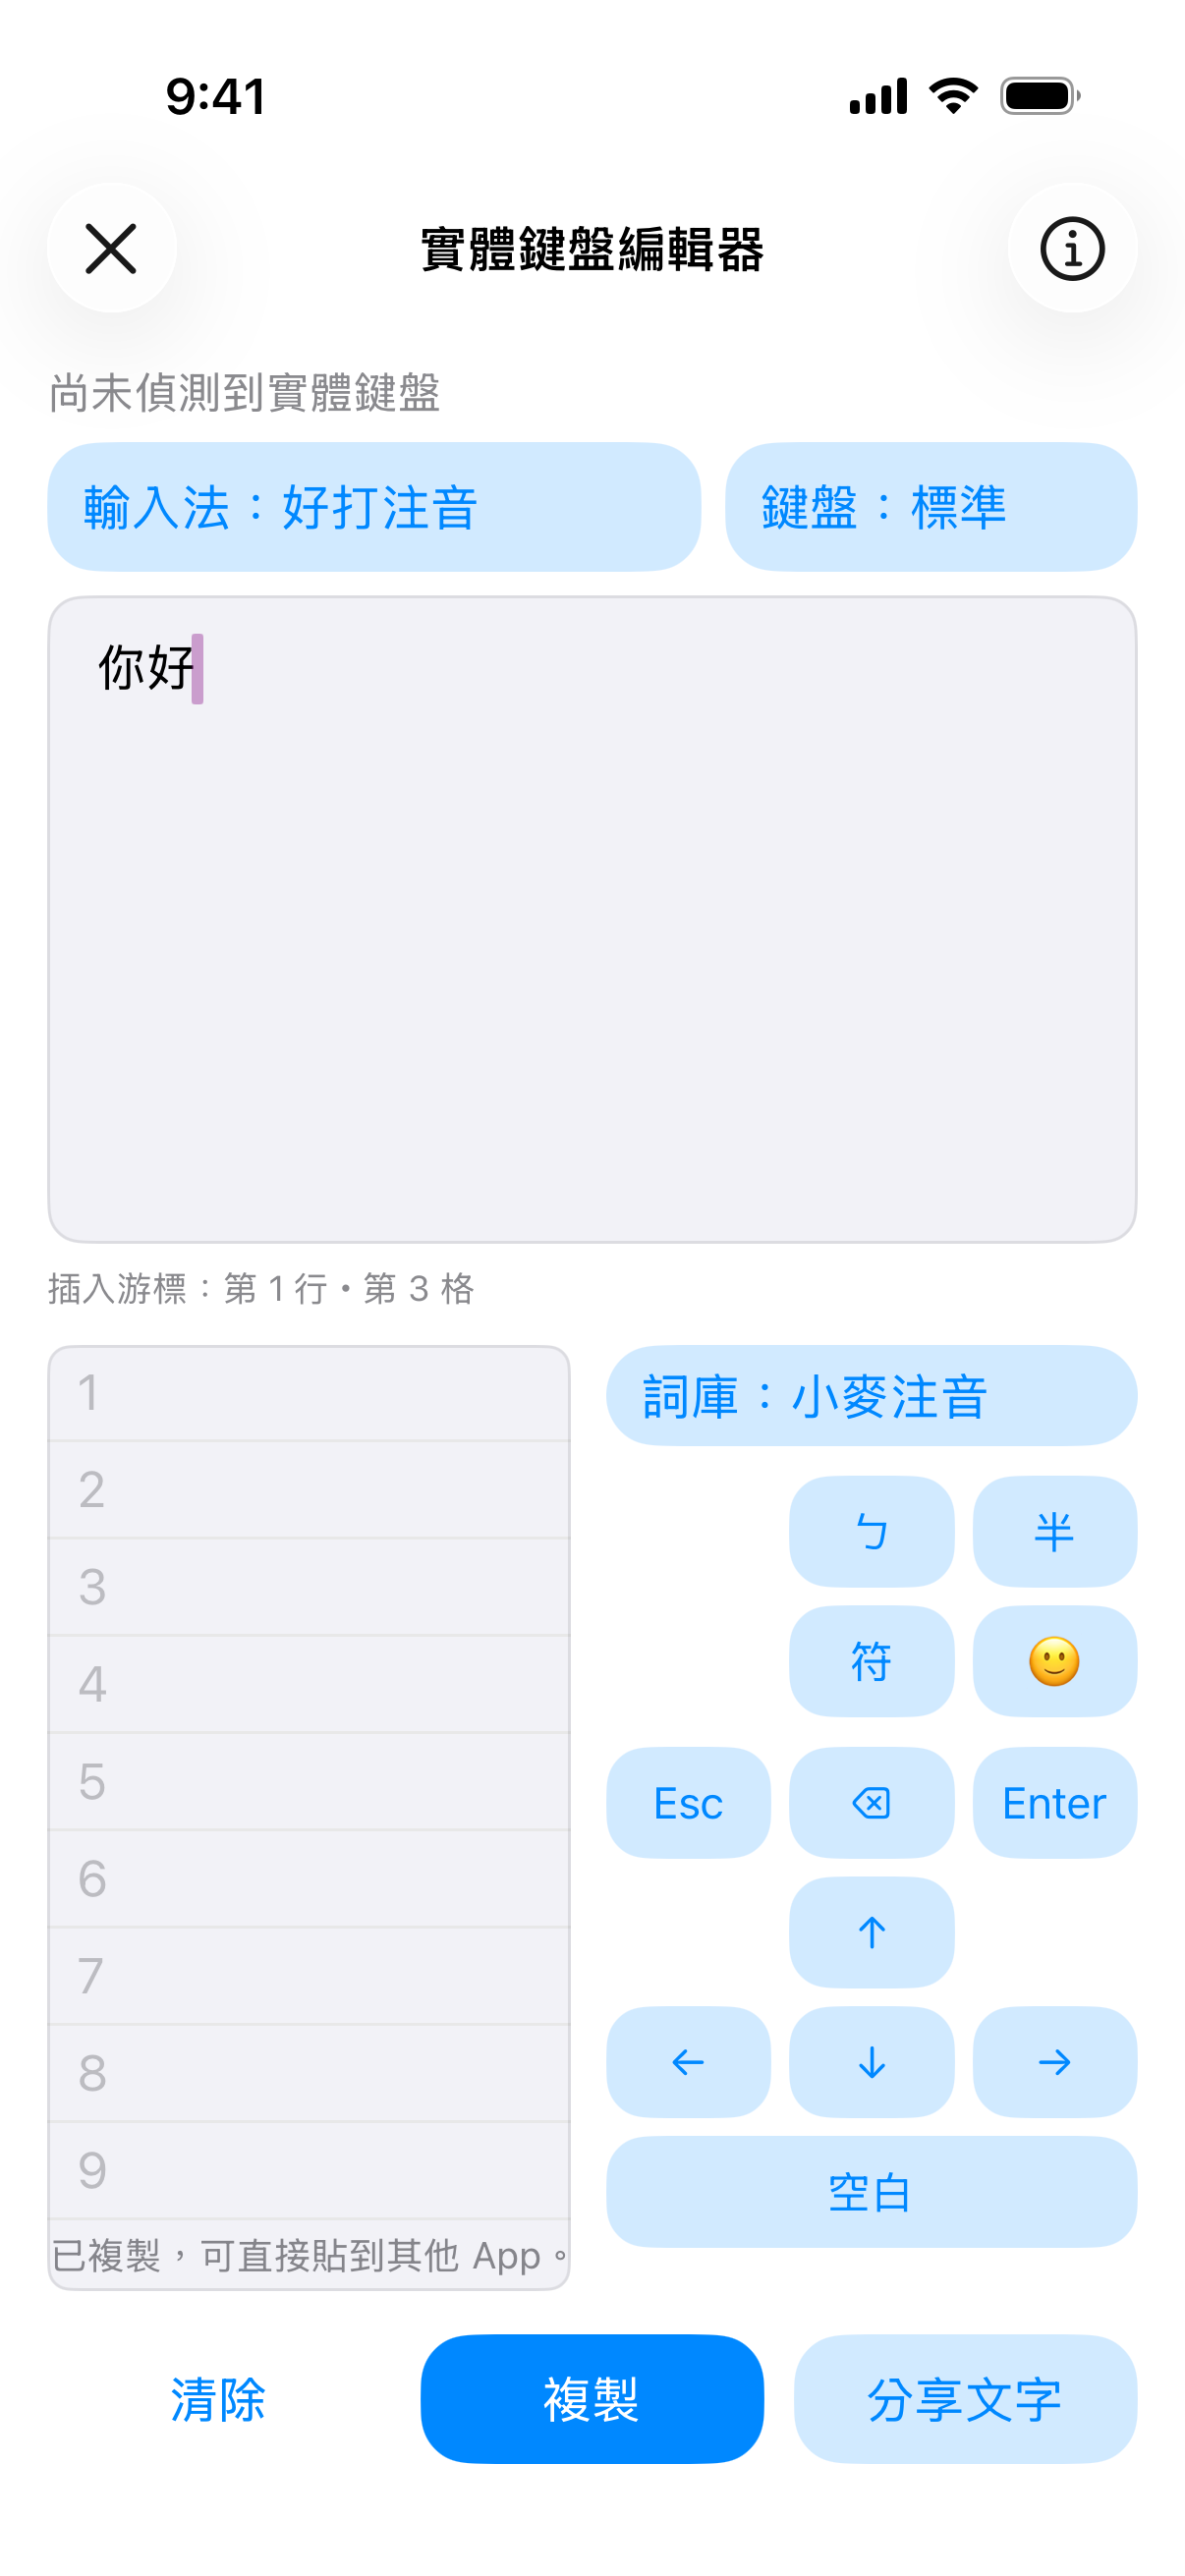 9:41
實體鍵盤編輯器
尚未偵測到實體鍵盤
輸入法：好打注音
鍵盤：標準
你好
插入游標：第 1 行・第 3 格
1
2
3
4
5
6
7
8
9
已複製，可直接貼到其他 App。
詞庫：小麥注音
ㄅ
半
符
🙂
Esc
Enter
↑
←
↓
→
空白
清除
複製
分享文字